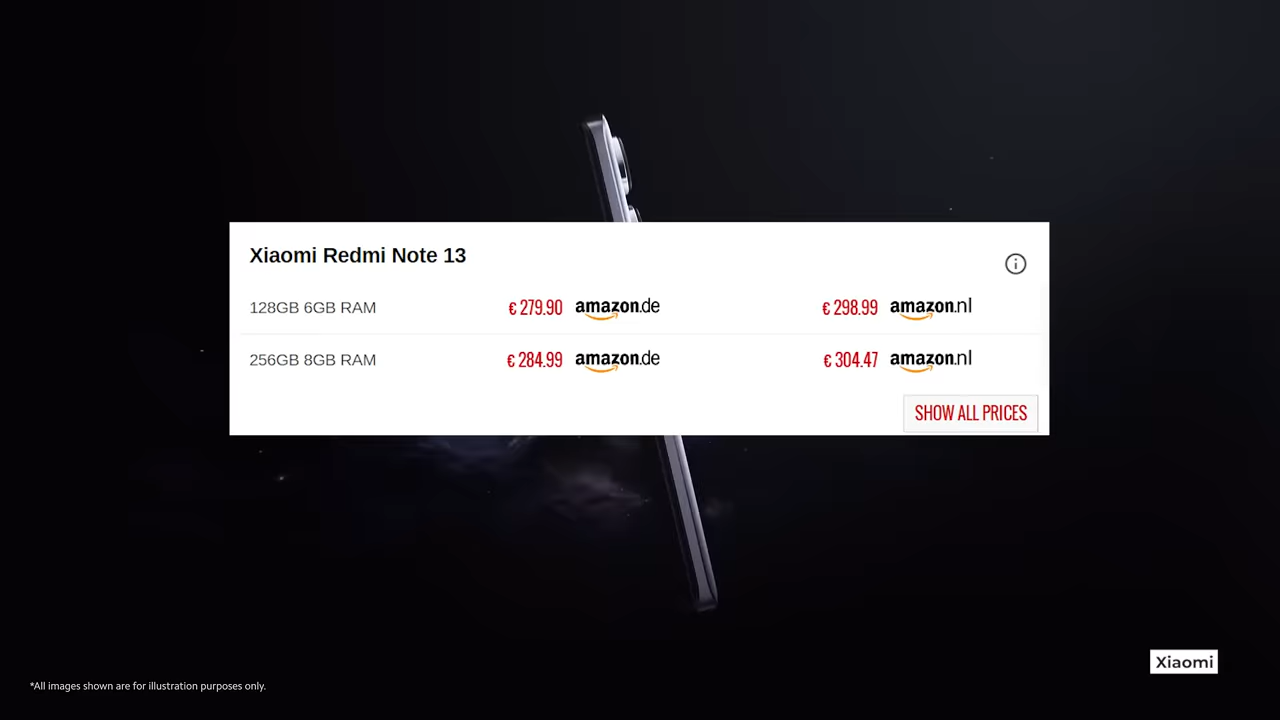 Xiaomi Redmi Note 13
128GB 6GB RAM € 279.90 amazon.de € 298.99 amazon.nl
256GB 8GB RAM € 284.99 amazon.de € 304.47 amazon.nl
SHOW ALL PRICES
Xiaomi
*All images shown are for illustration purposes only.